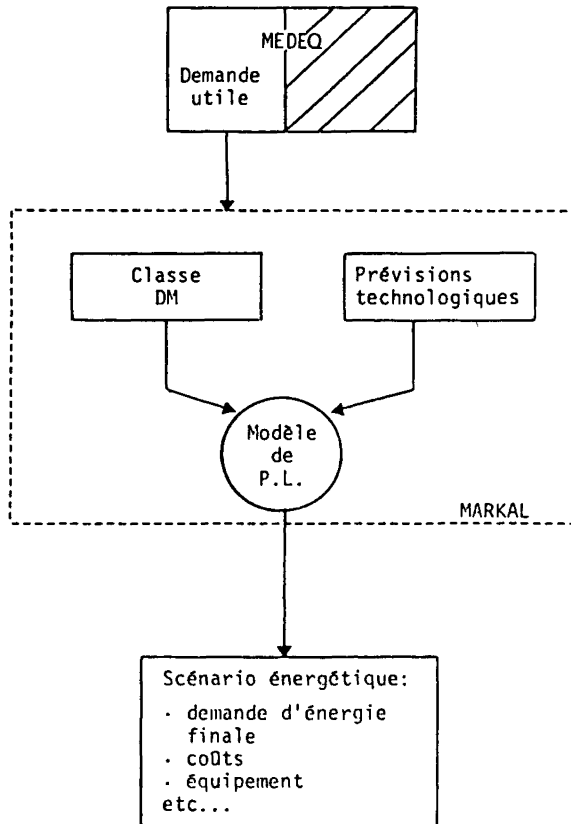 MEDEQ
Demande
utile
Classe
DM
Prévisions
technologiques
Modèle
de
P.L.
MARKAL
Scénario énergétique:
· demande d'énergie
finale
· coûts
· équipement
etc...